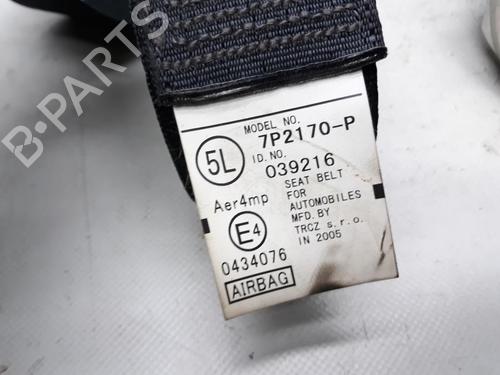 B-PARTS
MODEL NO.
7P2170-P
5L
ID.NO.
039216
Aer4mp
SEAT BELT
FOR
AUTOMOBILES
MFD.BY
TRCZ s.r.o.
IN 2005
E4
0434076
AIRBAG
B-PARTS